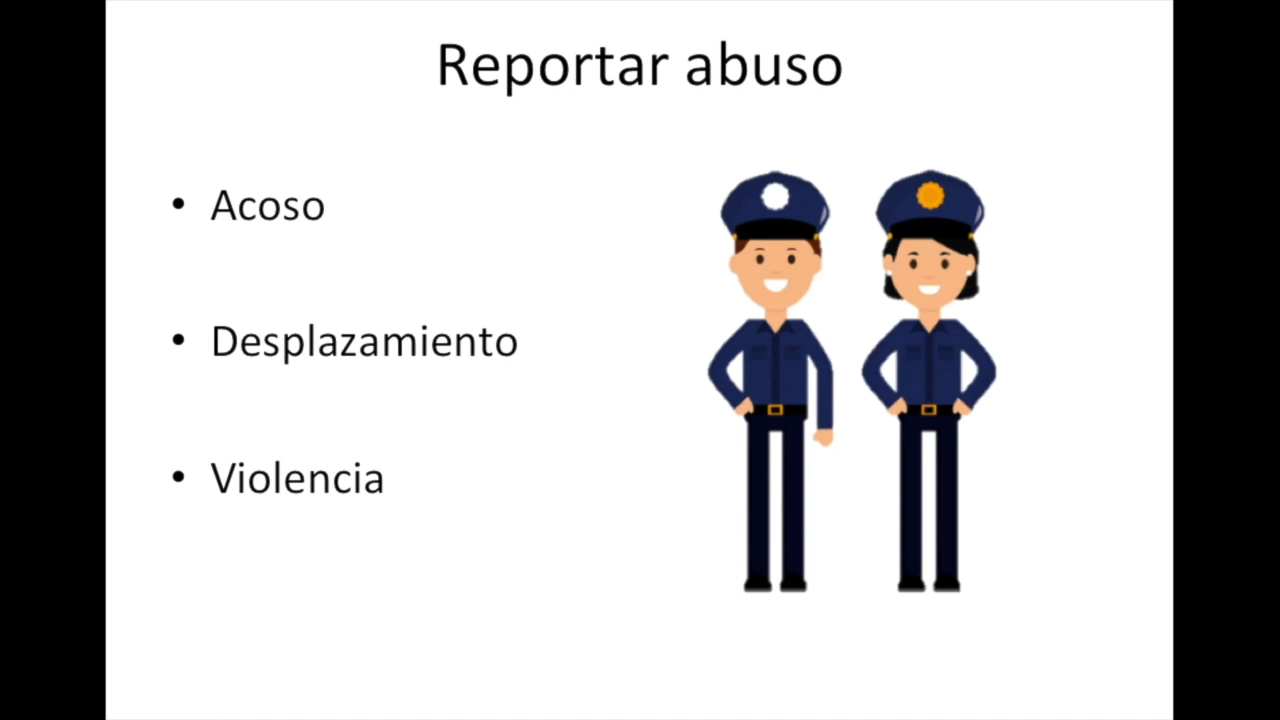 Reportar abuso
• Acoso
• Desplazamiento
• Violencia